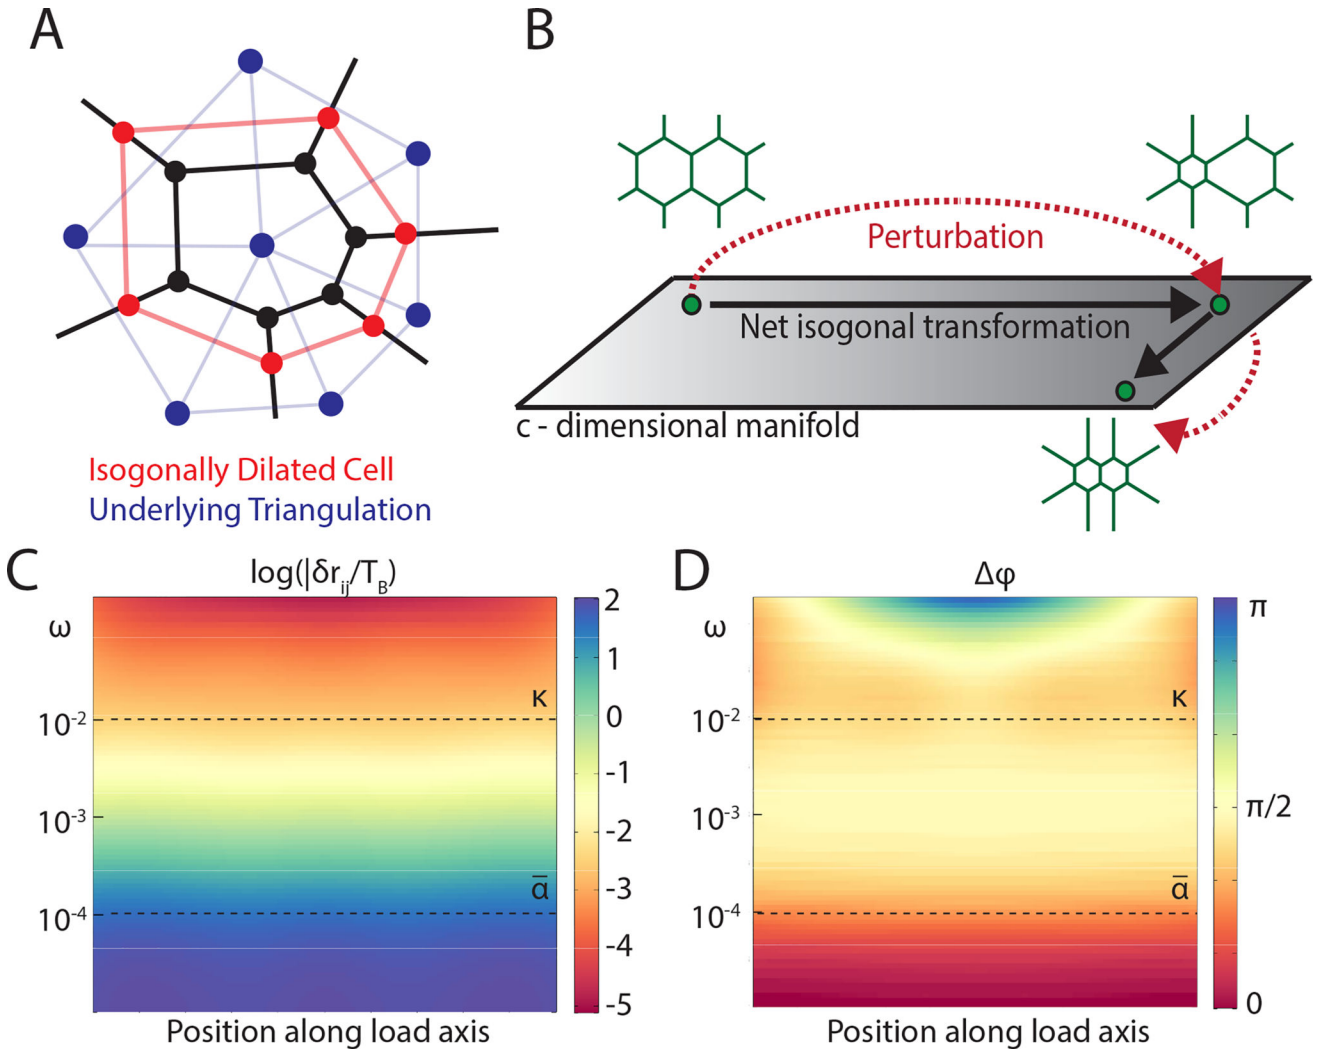 A
B
Perturbation
Net isogonal transformation
c - dimensional manifold
Isogonally Dilated Cell
Underlying Triangulation
C
log(|δr_ij/T_B)
ω
κ
10^-2
10^-3
ᾱ
10^-4
2
1
0
-1
-2
-3
-4
-5
Position along load axis
D
Δφ
ω
κ
10^-2
10^-3
ᾱ
10^-4
π
π/2
0
Position along load axis